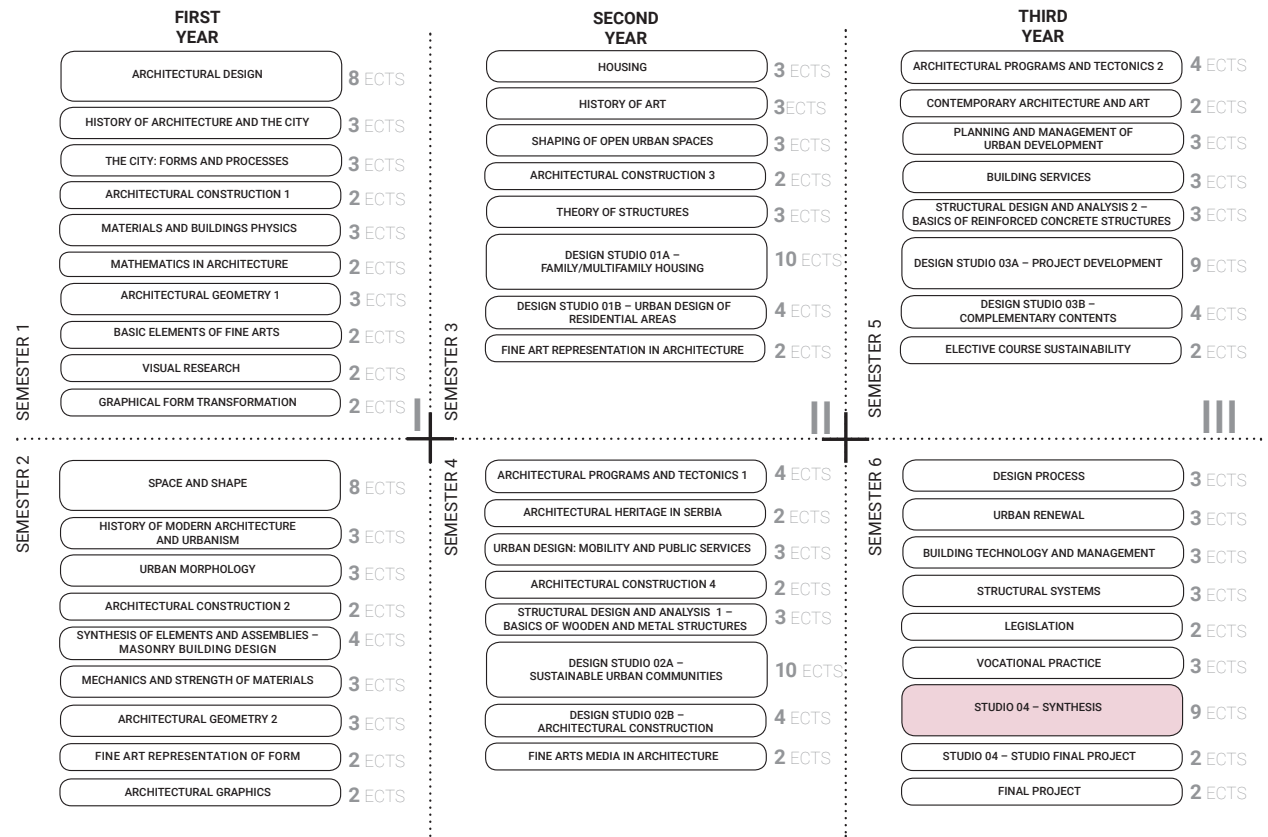 FIRST
YEAR
SEMESTER 1
ARCHITECTURAL DESIGN 8 ECTS
HISTORY OF ARCHITECTURE AND THE CITY 3 ECTS
THE CITY: FORMS AND PROCESSES 3 ECTS
ARCHITECTURAL CONSTRUCTION 1 2 ECTS
MATERIALS AND BUILDINGS PHYSICS 3 ECTS
MATHEMATICS IN ARCHITECTURE 2 ECTS
ARCHITECTURAL GEOMETRY 1 3 ECTS
BASIC ELEMENTS OF FINE ARTS 2 ECTS
VISUAL RESEARCH 2 ECTS
GRAPHICAL FORM TRANSFORMATION 2 ECTS
I
SEMESTER 2
SPACE AND SHAPE 8 ECTS
HISTORY OF MODERN ARCHITECTURE
AND URBANISM 3 ECTS
URBAN MORPHOLOGY 3 ECTS
ARCHITECTURAL CONSTRUCTION 2 2 ECTS
SYNTHESIS OF ELEMENTS AND ASSEMBLIES –
MASONRY BUILDING DESIGN 4 ECTS
MECHANICS AND STRENGTH OF MATERIALS 3 ECTS
ARCHITECTURAL GEOMETRY 2 3 ECTS
FINE ART REPRESENTATION OF FORM 2 ECTS
ARCHITECTURAL GRAPHICS 2 ECTS
SECOND
YEAR
SEMESTER 3
HOUSING 3 ECTS
HISTORY OF ART 3ECTS
SHAPING OF OPEN URBAN SPACES 3 ECTS
ARCHITECTURAL CONSTRUCTION 3 2 ECTS
THEORY OF STRUCTURES 3 ECTS
DESIGN STUDIO 01A –
FAMILY/MULTIFAMILY HOUSING 10 ECTS
DESIGN STUDIO 01B – URBAN DESIGN OF
RESIDENTIAL AREAS 4 ECTS
FINE ART REPRESENTATION IN ARCHITECTURE 2 ECTS
II
SEMESTER 4
ARCHITECTURAL PROGRAMS AND TECTONICS 1 4 ECTS
ARCHITECTURAL HERITAGE IN SERBIA 2 ECTS
URBAN DESIGN: MOBILITY AND PUBLIC SERVICES 3 ECTS
ARCHITECTURAL CONSTRUCTION 4 2 ECTS
STRUCTURAL DESIGN AND ANALYSIS 1 –
BASICS OF WOODEN AND METAL STRUCTURES 3 ECTS
DESIGN STUDIO 02A –
SUSTAINABLE URBAN COMMUNITIES 10 ECTS
DESIGN STUDIO 02B –
ARCHITECTURAL CONSTRUCTION 4 ECTS
FINE ARTS MEDIA IN ARCHITECTURE 2 ECTS
THIRD
YEAR
SEMESTER 5
ARCHITECTURAL PROGRAMS AND TECTONICS 2 4 ECTS
CONTEMPORARY ARCHITECTURE AND ART 2 ECTS
PLANNING AND MANAGEMENT OF
URBAN DEVELOPMENT 3 ECTS
BUILDING SERVICES 3 ECTS
STRUCTURAL DESIGN AND ANALYSIS 2 –
BASICS OF REINFORCED CONCRETE STRUCTURES 3 ECTS
DESIGN STUDIO 03A – PROJECT DEVELOPMENT 9 ECTS
DESIGN STUDIO 03B –
COMPLEMENTARY CONTENTS 4 ECTS
ELECTIVE COURSE SUSTAINABILITY 2 ECTS
III
SEMESTER 6
DESIGN PROCESS 3 ECTS
URBAN RENEWAL 3 ECTS
BUILDING TECHNOLOGY AND MANAGEMENT 3 ECTS
STRUCTURAL SYSTEMS 3 ECTS
LEGISLATION 2 ECTS
VOCATIONAL PRACTICE 3 ECTS
STUDIO 04 – SYNTHESIS 9 ECTS
STUDIO 04 – STUDIO FINAL PROJECT 2 ECTS
FINAL PROJECT 2 ECTS